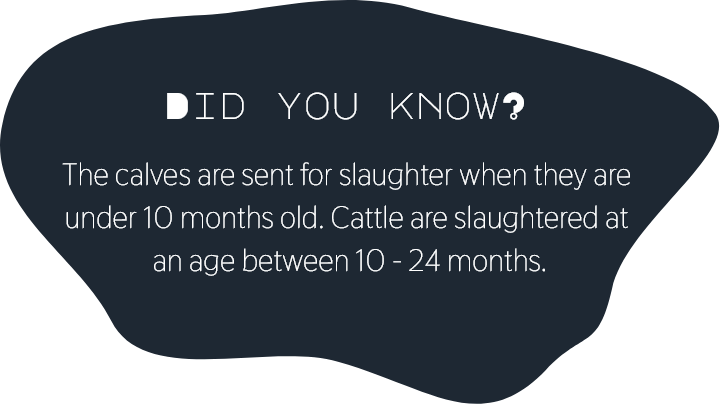 DID YOU KNOW?
The calves are sent for slaughter when they are
under 10 months old. Cattle are slaughtered at
an age between 10 - 24 months.